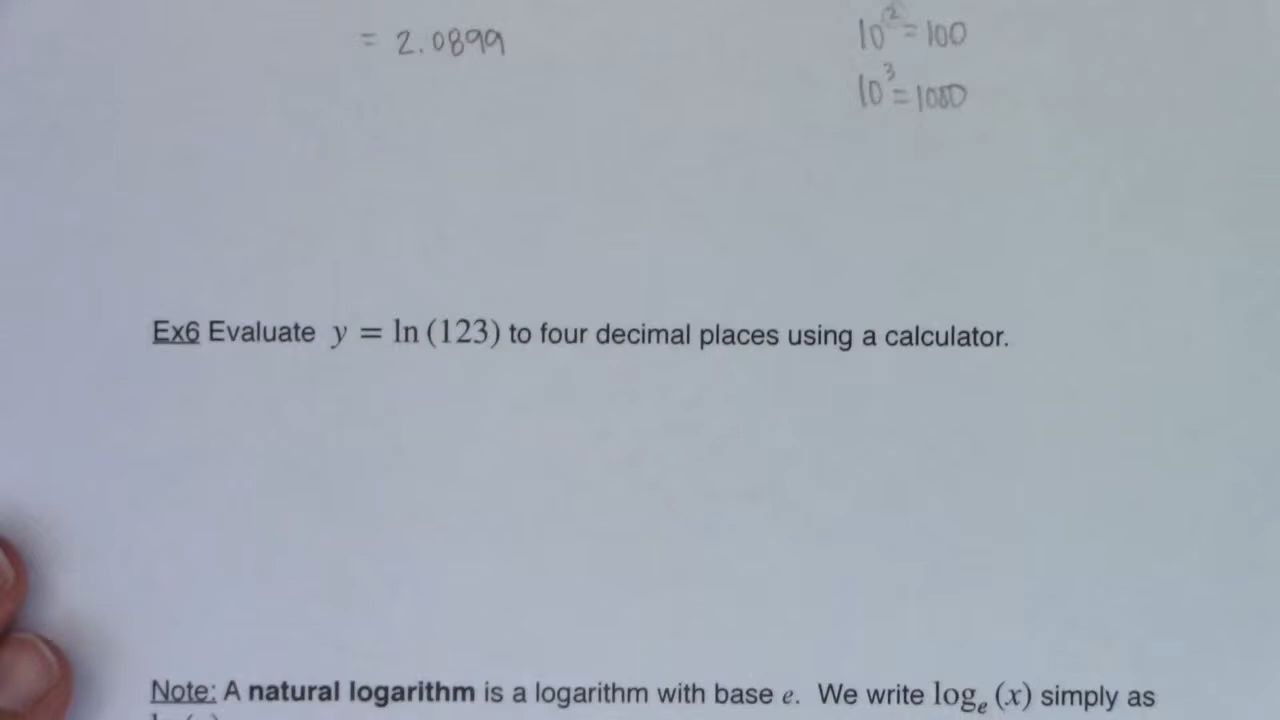 = 2.0899
10² = 100
10³ = 1000
Ex6 Evaluate y = ln (123) to four decimal places using a calculator.
Note: A natural logarithm is a logarithm with base e. We write logₑ (x) simply as